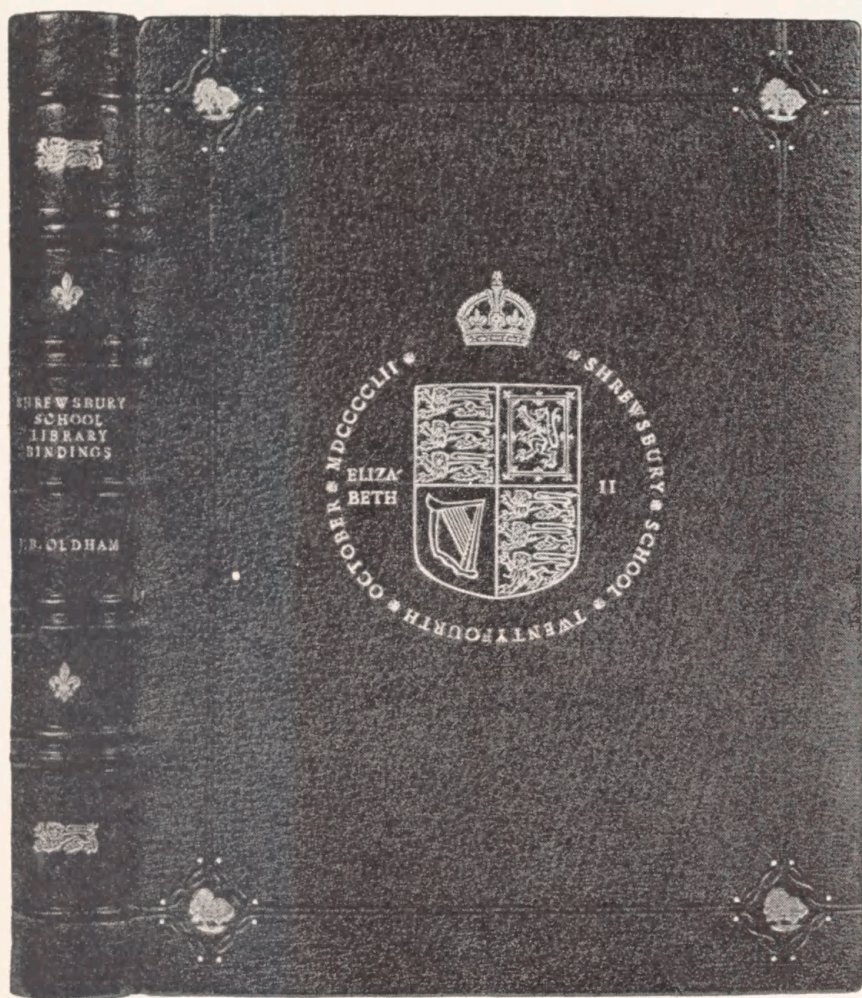 SHREWSBURY
SCHOOL
LIBRARY
BINDINGS
J.B. OLDHAM
SHREWSBURY SCHOOL TWENTYFOURTH OCTOBER MDCCCCLII
ELIZA-
BETH
II